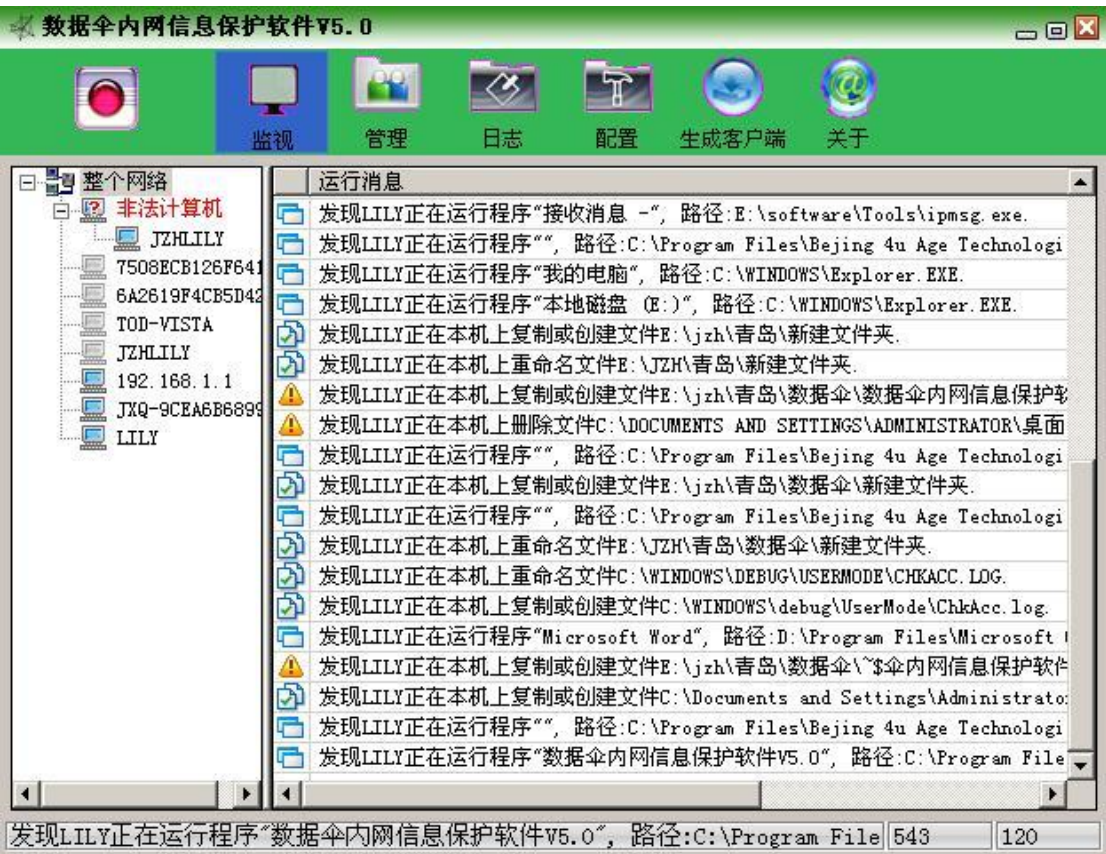 数据伞内网信息保护软件V5.0
监视 管理 日志 配置 生成客户端 关于
整个网络
非法计算机
JZHLILY
7508ECB126F641
6A2619F4CB5D42
TOD-VISTA
JZHLILY
192.168.1.1
JXQ-9CEA6B6899
LILY
运行消息
发现LILY正在运行程序“接收消息 -”, 路径:E:\software\Tools\ipmsg.exe.
发现LILY正在运行程序“”, 路径:C:\Program Files\Bejing 4u Age Technologi
发现LILY正在运行程序“我的电脑”, 路径:C:\WINDOWS\Explorer.EXE.
发现LILY正在运行程序“本地磁盘 (E:)”, 路径:C:\WINDOWS\Explorer.EXE.
发现LILY正在本机上复制或创建文件E:\jzh\青岛\新建文件夹.
发现LILY正在本机上重命名文件E:\JZH\青岛\新建文件夹.
发现LILY正在本机上复制或创建文件E:\jzh\青岛\数据伞\数据伞内网信息保护软
发现LILY正在本机上删除文件C:\DOCUMENTS AND SETTINGS\ADMINISTRATOR\桌面
发现LILY正在运行程序“”, 路径:C:\Program Files\Bejing 4u Age Technologi
发现LILY正在本机上复制或创建文件E:\jzh\青岛\数据伞\新建文件夹.
发现LILY正在运行程序“”, 路径:C:\Program Files\Bejing 4u Age Technologi
发现LILY正在本机上重命名文件E:\JZH\青岛\数据伞\新建文件夹.
发现LILY正在本机上重命名文件C:\WINDOWS\DEBUG\USERMODE\CHKACC.LOG.
发现LILY正在本机上复制或创建文件C:\WINDOWS\debug\UserMode\ChkAcc.log.
发现LILY正在运行程序“Microsoft Word”, 路径:D:\Program Files\Microsoft
发现LILY正在本机上复制或创建文件E:\jzh\青岛\数据伞\~$伞内网信息保护软件
发现LILY正在本机上复制或创建文件C:\Documents and Settings\Administrato
发现LILY正在运行程序“”, 路径:C:\Program Files\Bejing 4u Age Technologi
发现LILY正在运行程序“数据伞内网信息保护软件V5.0”, 路径:C:\Program File
发现LILY正在运行程序“数据伞内网信息保护软件V5.0”, 路径:C:\Program File 543 120